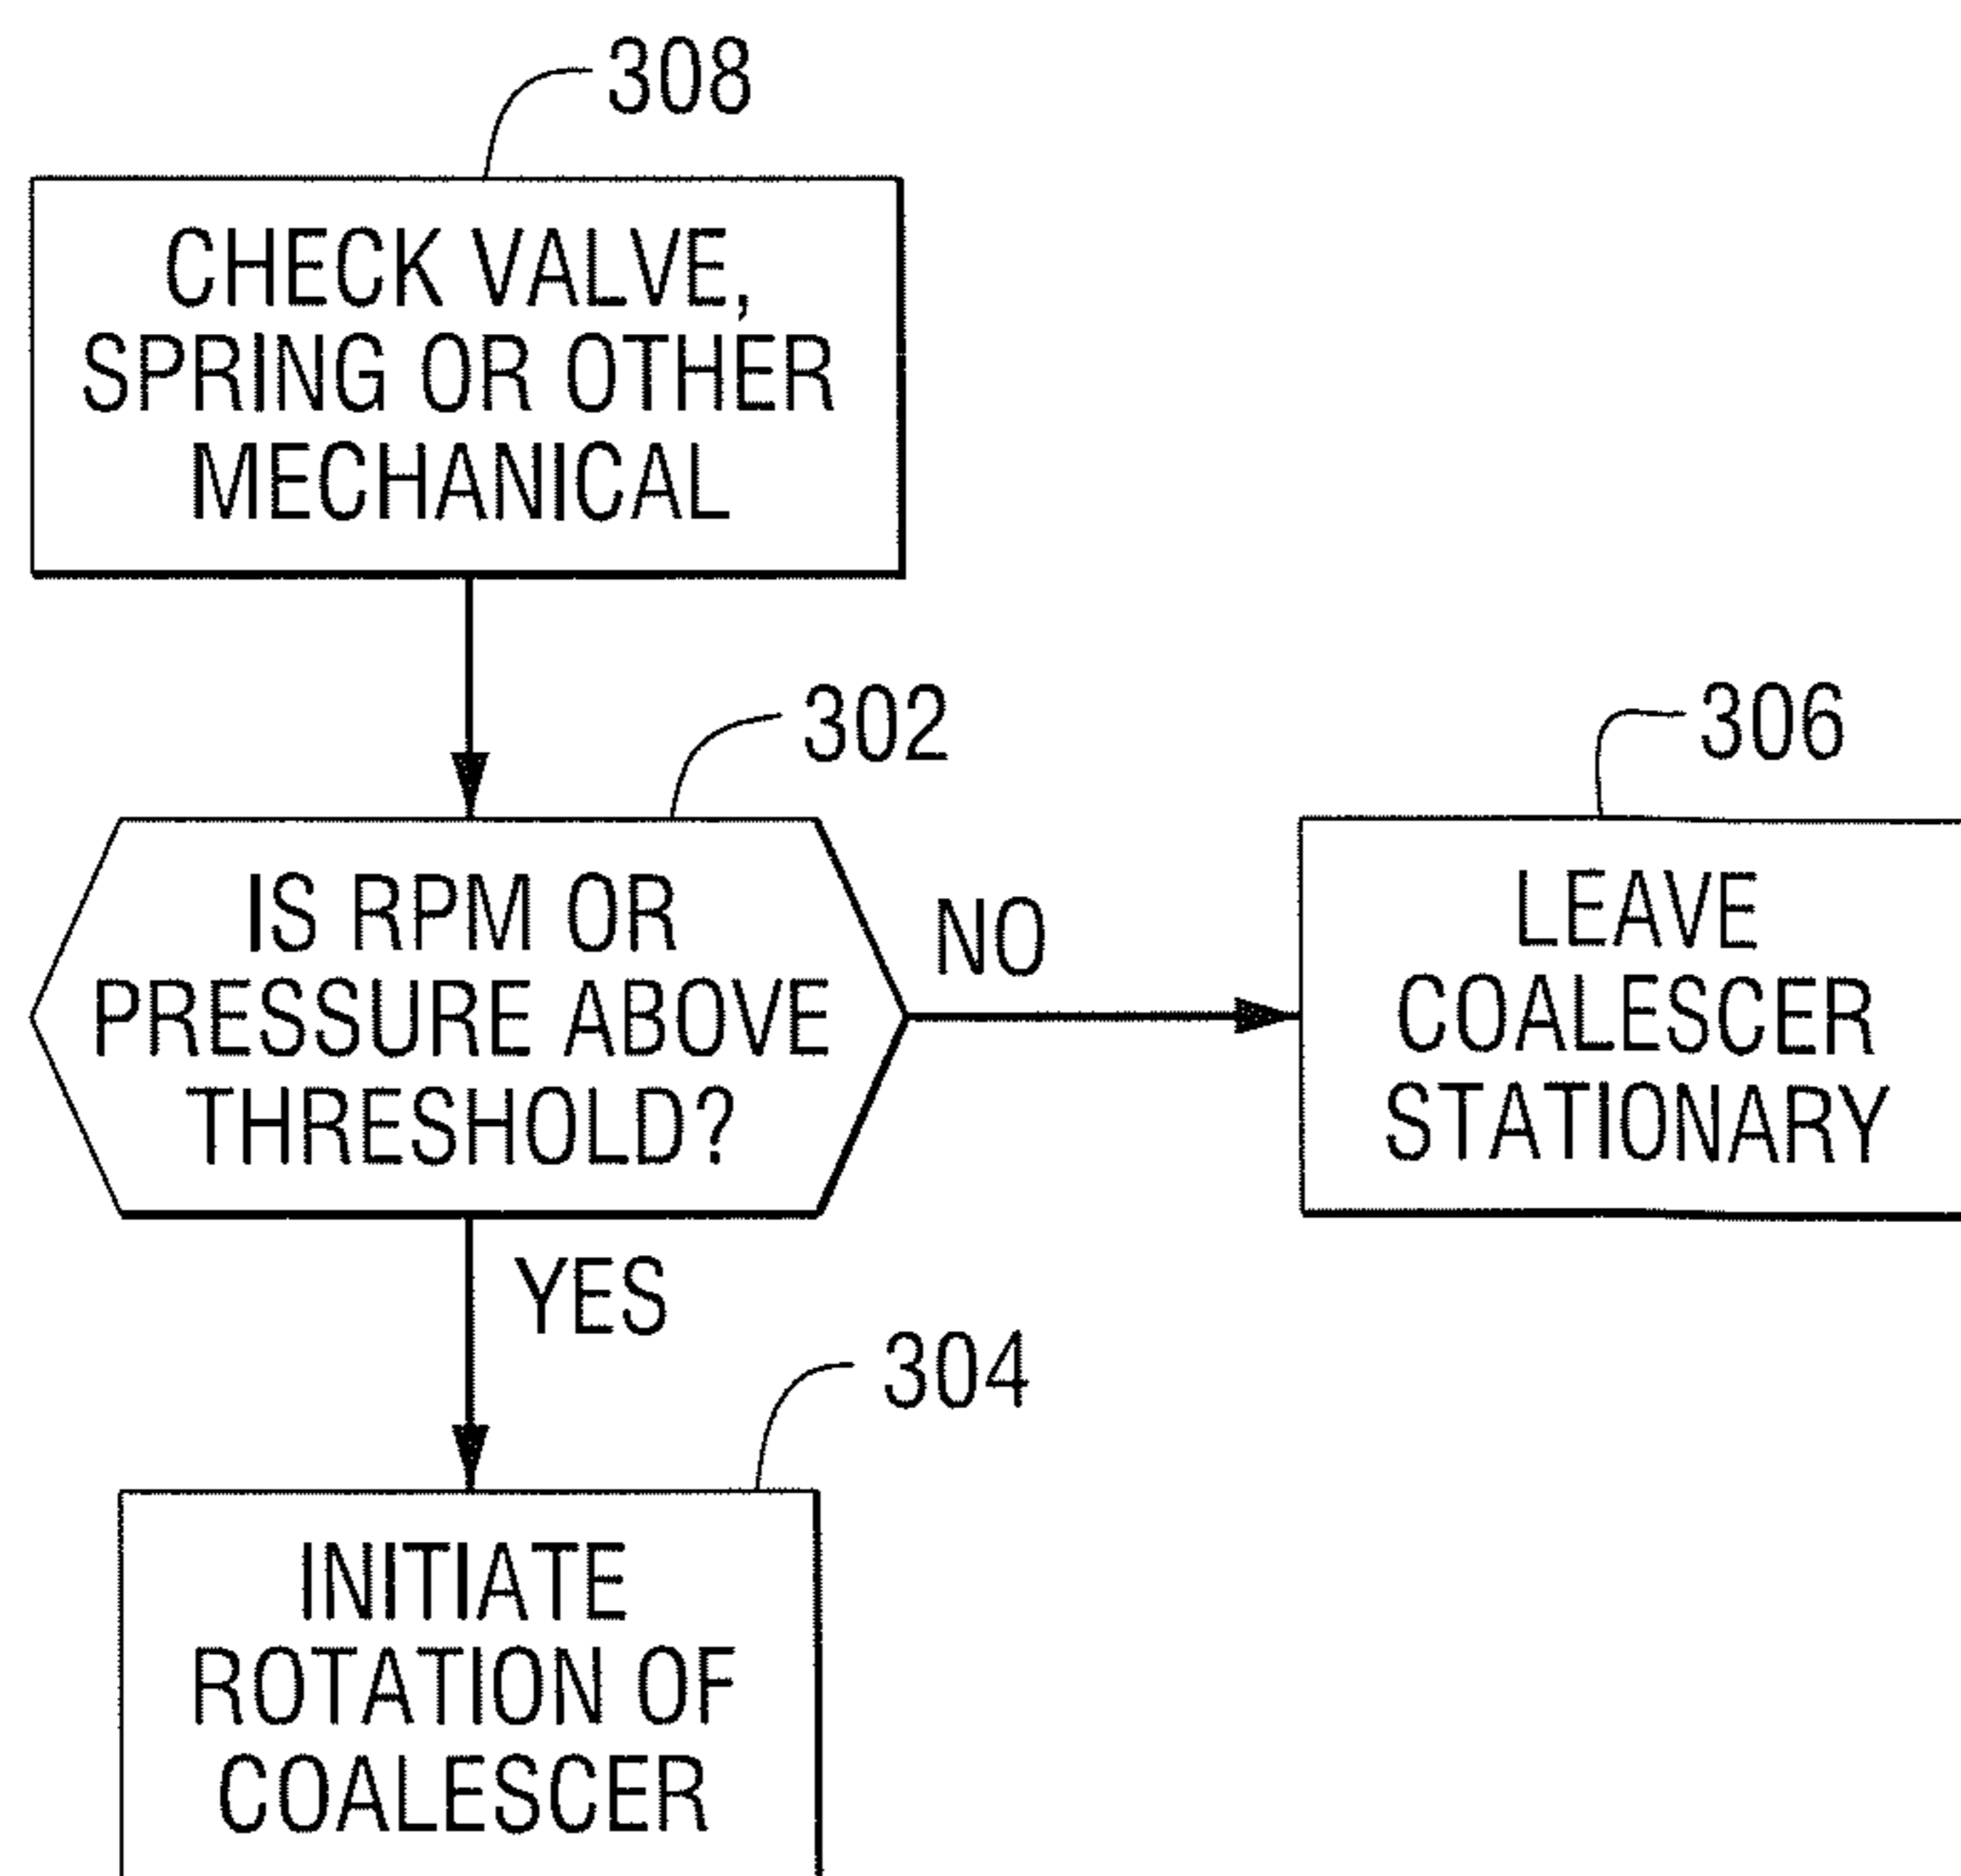 308
CHECK VALVE,
SPRING OR OTHER
MECHANICAL
302
IS RPM OR
PRESSURE ABOVE
THRESHOLD?
NO
306
LEAVE
COALESCER
STATIONARY
YES
304
INITIATE
ROTATION OF
COALESCER